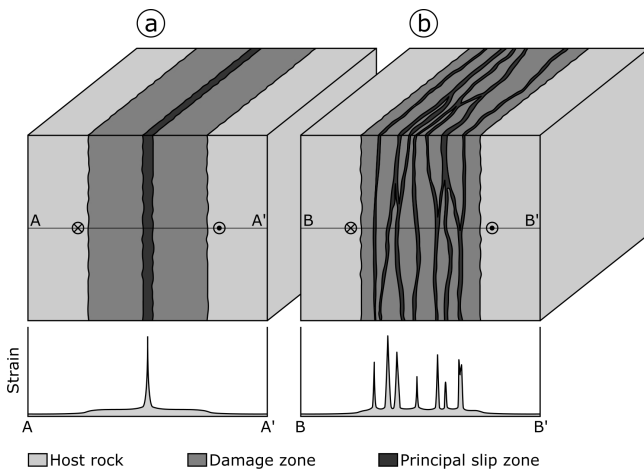 a
b
A
A'
B
B'
Strain
A
A'
B
B'
Host rock
Damage zone
Principal slip zone